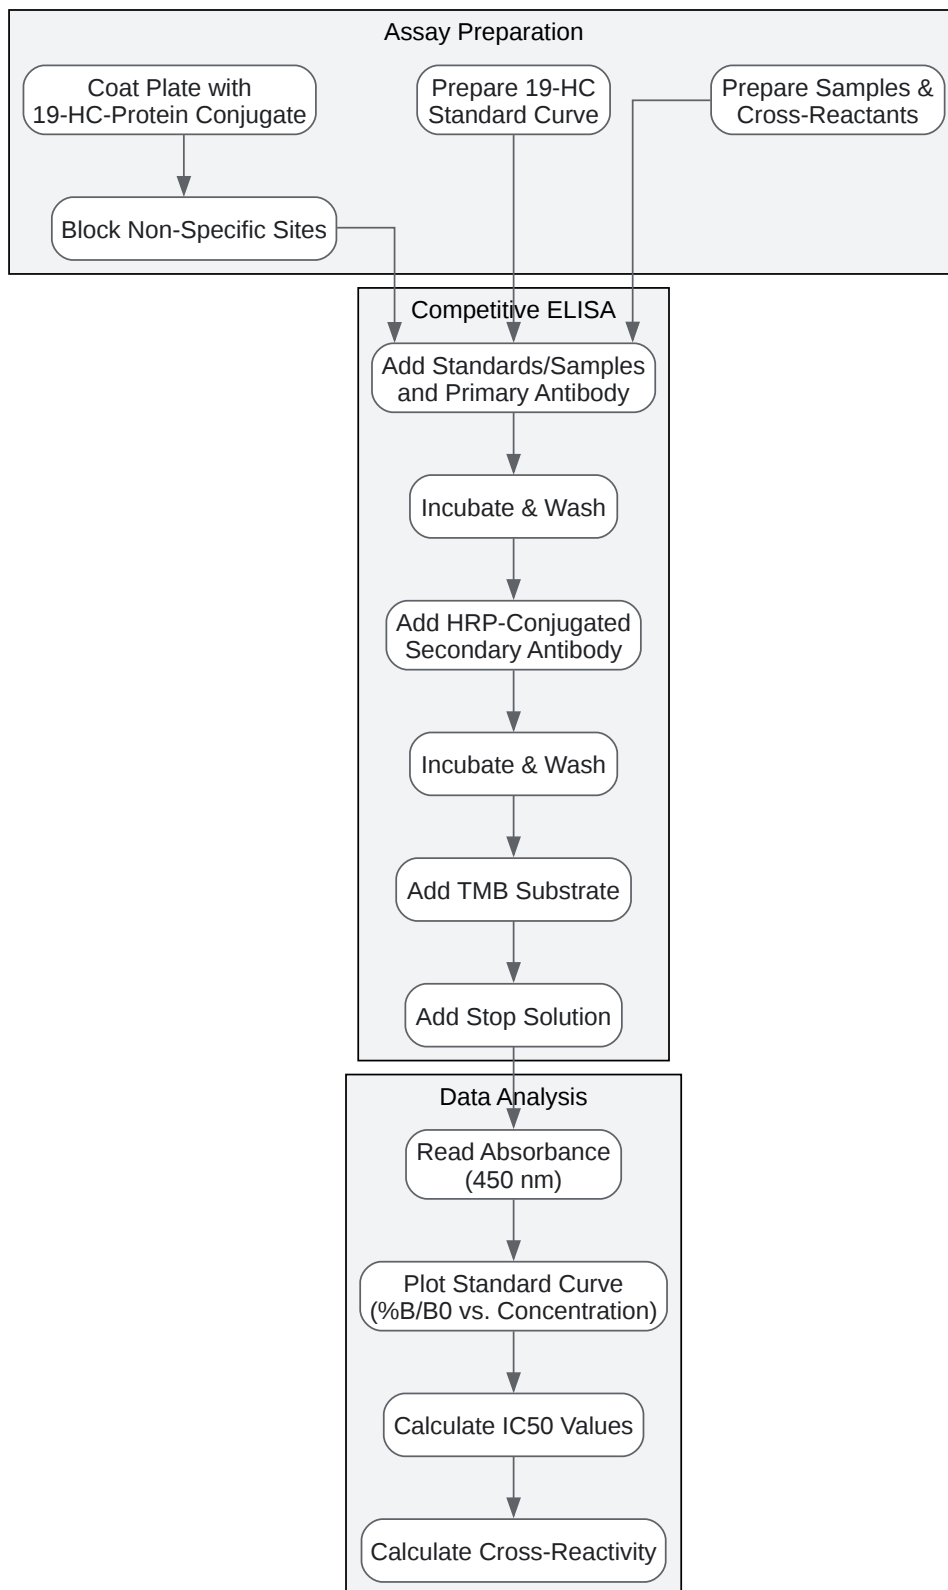 Assay Preparation
Coat Plate with
19-HC-Protein Conjugate
Prepare 19-HC
Standard Curve
Prepare Samples &
Cross-Reactants
Block Non-Specific Sites
Competitive ELISA
Add Standards/Samples
and Primary Antibody
Incubate & Wash
Add HRP-Conjugated
Secondary Antibody
Incubate & Wash
Add TMB Substrate
Add Stop Solution
Data Analysis
Read Absorbance
(450 nm)
Plot Standard Curve
(%B/B0 vs. Concentration)
Calculate IC50 Values
Calculate Cross-Reactivity